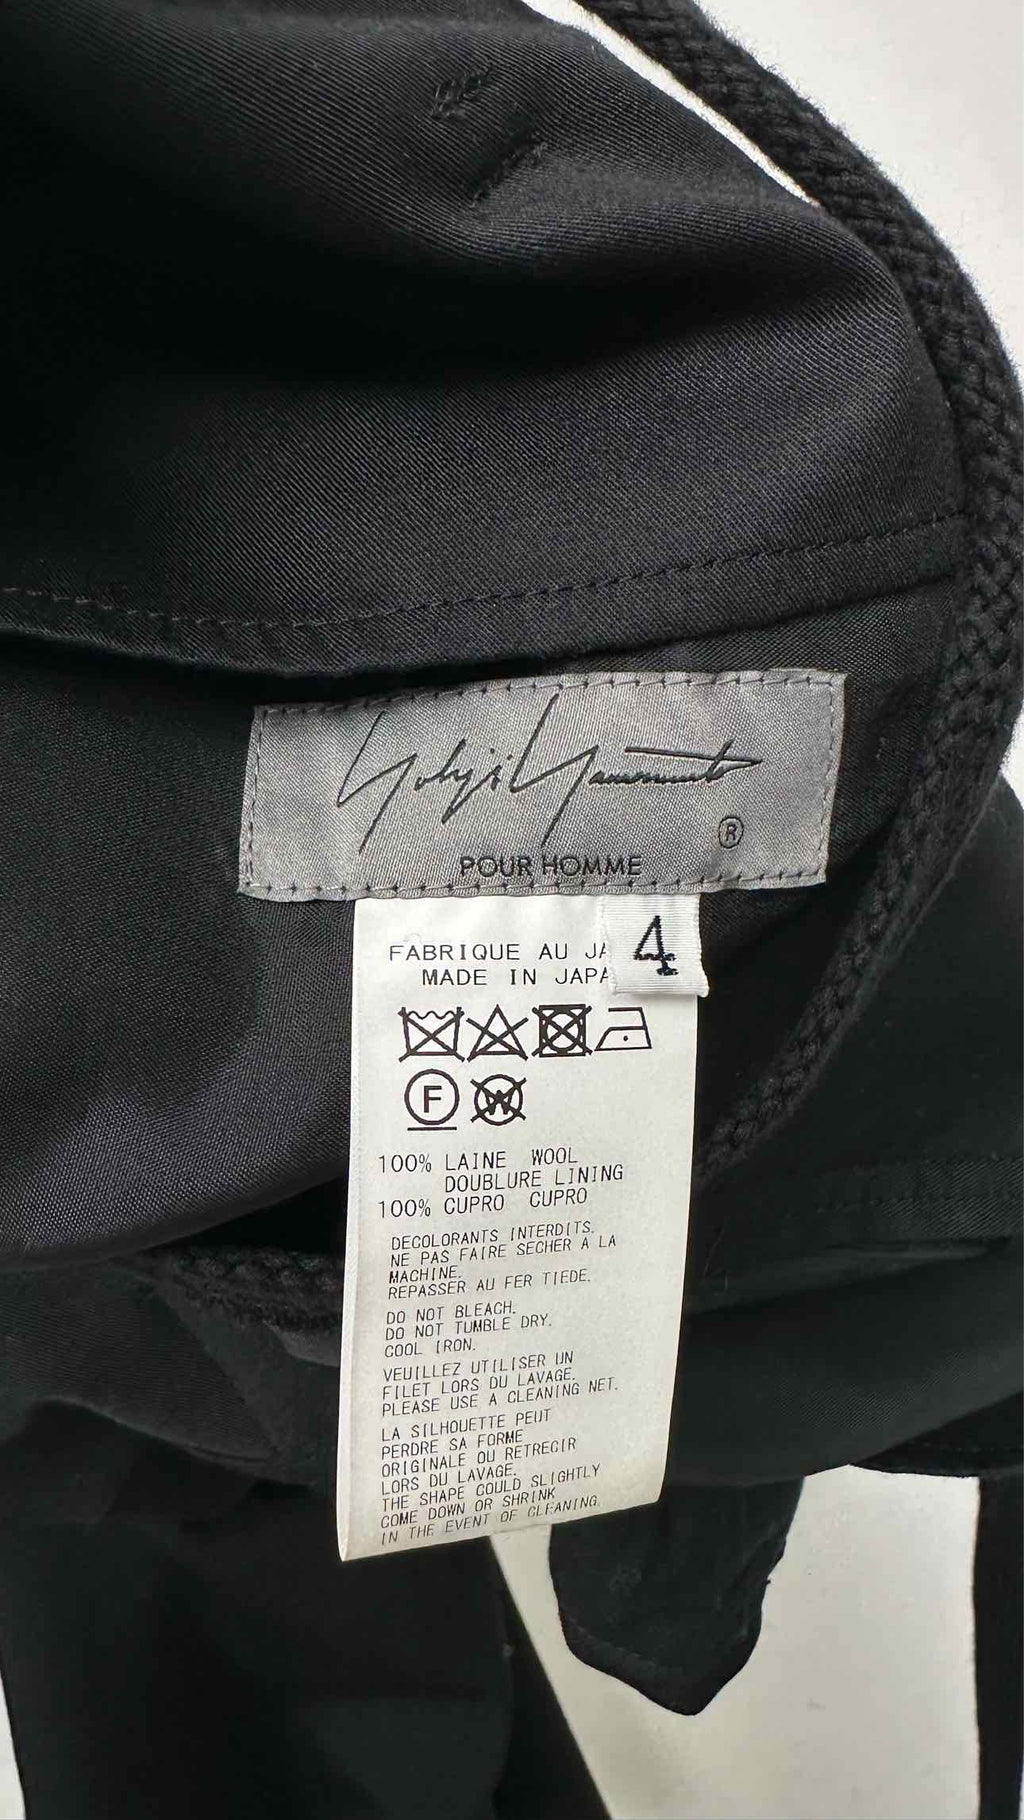 Yohji Yamamoto
®
POUR HOMME
4
FABRIQUE AU JA
MADE IN JAPA
F
W
100% LAINE WOOL
DOUBLURE LINING
100% CUPRO CUPRO
DECOLORANTS INTERDITS.
NE PAS FAIRE SECHER A LA
MACHINE.
REPASSER AU FER TIEDE.
DO NOT BLEACH.
DO NOT TUMBLE DRY.
COOL IRON.
VEUILLEZ UTILISER UN
FILET LORS DU LAVAGE.
PLEASE USE A CLEANING NET.
LA SILHOUETTE PEUT
PERDRE SA FORME
ORIGINALE OU RETRECIR
LORS DU LAVAGE.
THE SHAPE COULD SLIGHTLY
COME DOWN OR SHRINK
IN THE EVENT OF CLEANING.